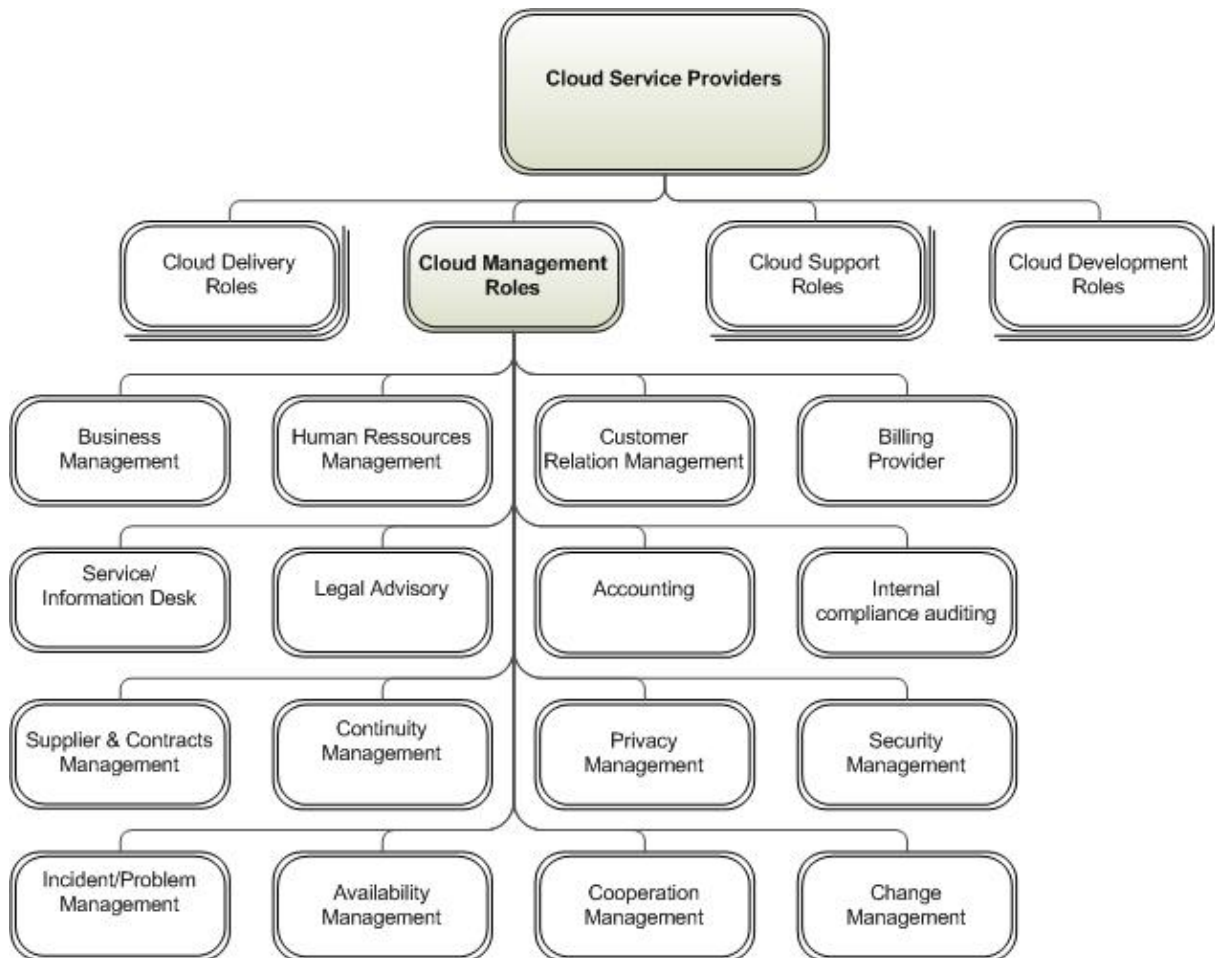 Cloud Service Providers
Cloud Delivery
Roles
Cloud Management
Roles
Cloud Support
Roles
Cloud Development
Roles
Business
Management
Human Ressources
Management
Customer
Relation Management
Billing
Provider
Service/
Information Desk
Legal Advisory
Accounting
Internal
compliance auditing
Supplier & Contracts
Management
Continuity
Management
Privacy
Management
Security
Management
Incident/Problem
Management
Availability
Management
Cooperation
Management
Change
Management